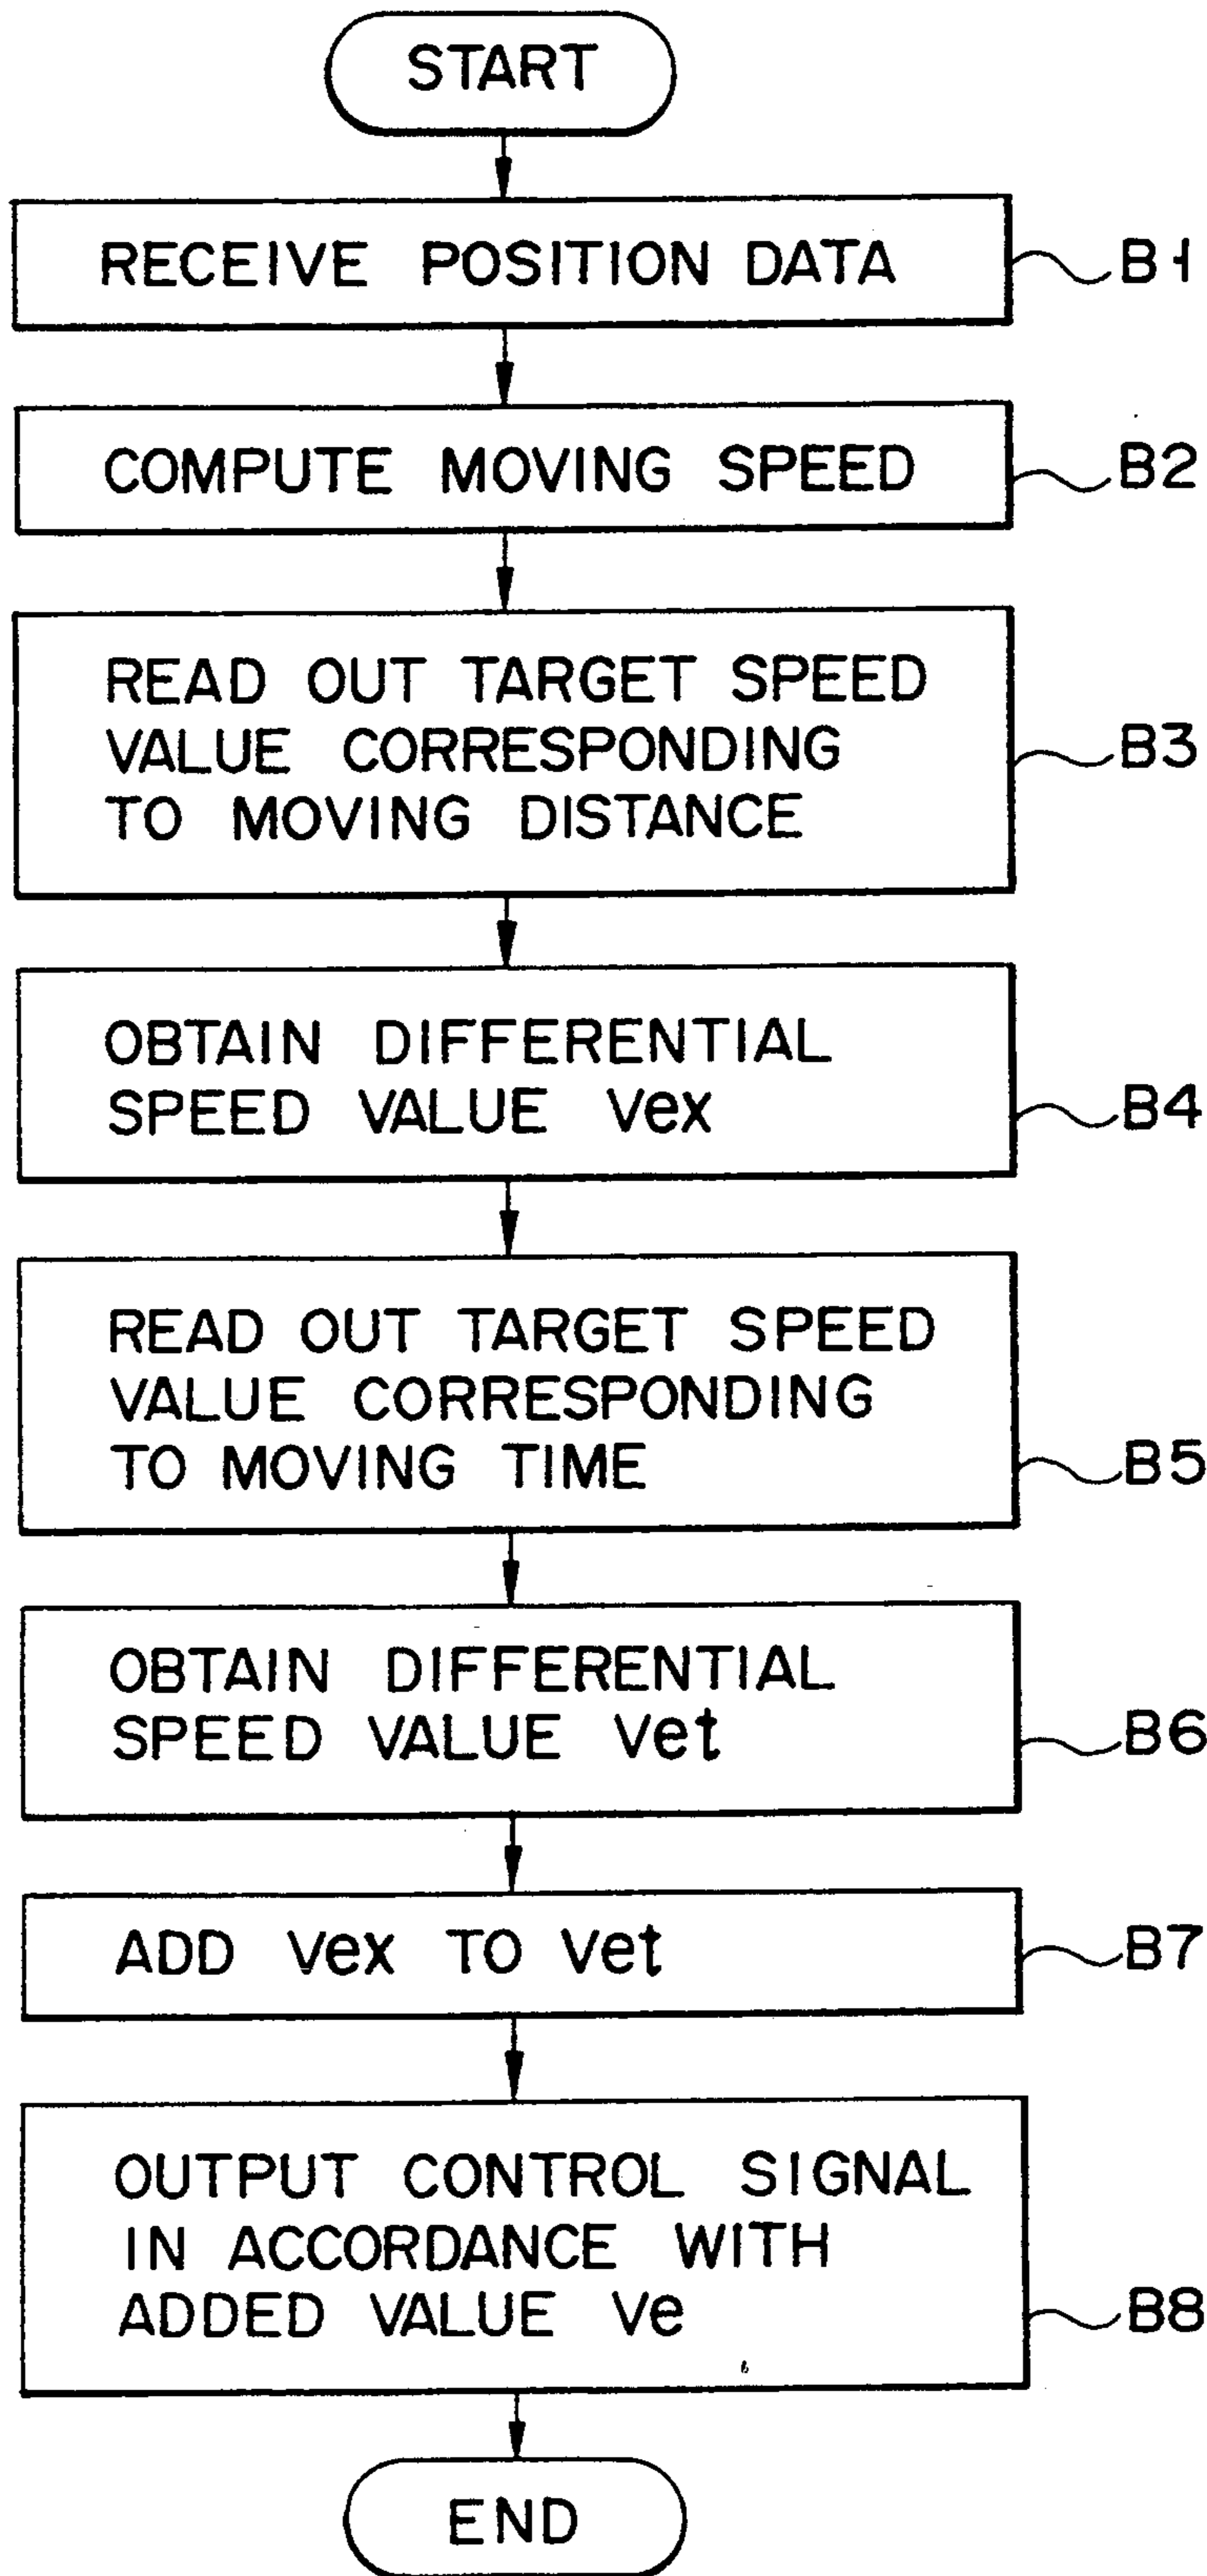 START
RECEIVE POSITION DATA
B1
COMPUTE MOVING SPEED
B2
READ OUT TARGET SPEED
VALUE CORRESPONDING
TO MOVING DISTANCE
B3
OBTAIN DIFFERENTIAL
SPEED VALUE Vex
B4
READ OUT TARGET SPEED
VALUE CORRESPONDING
TO MOVING TIME
B5
OBTAIN DIFFERENTIAL
SPEED VALUE Vet
B6
ADD Vex TO Vet
B7
OUTPUT CONTROL SIGNAL
IN ACCORDANCE WITH
ADDED VALUE Ve
B8
END